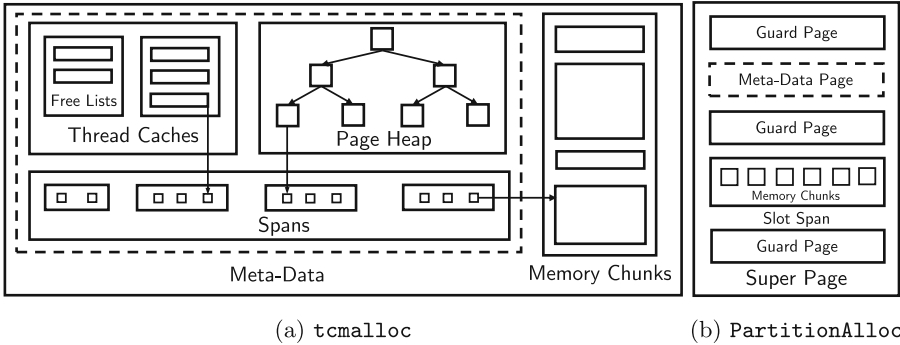 Free Lists
Thread Caches
Page Heap
Spans
Meta-Data
Memory Chunks
(a) tcmalloc
Guard Page
Meta-Data Page
Guard Page
Memory Chunks
Slot Span
Guard Page
Super Page
(b) PartitionAlloc